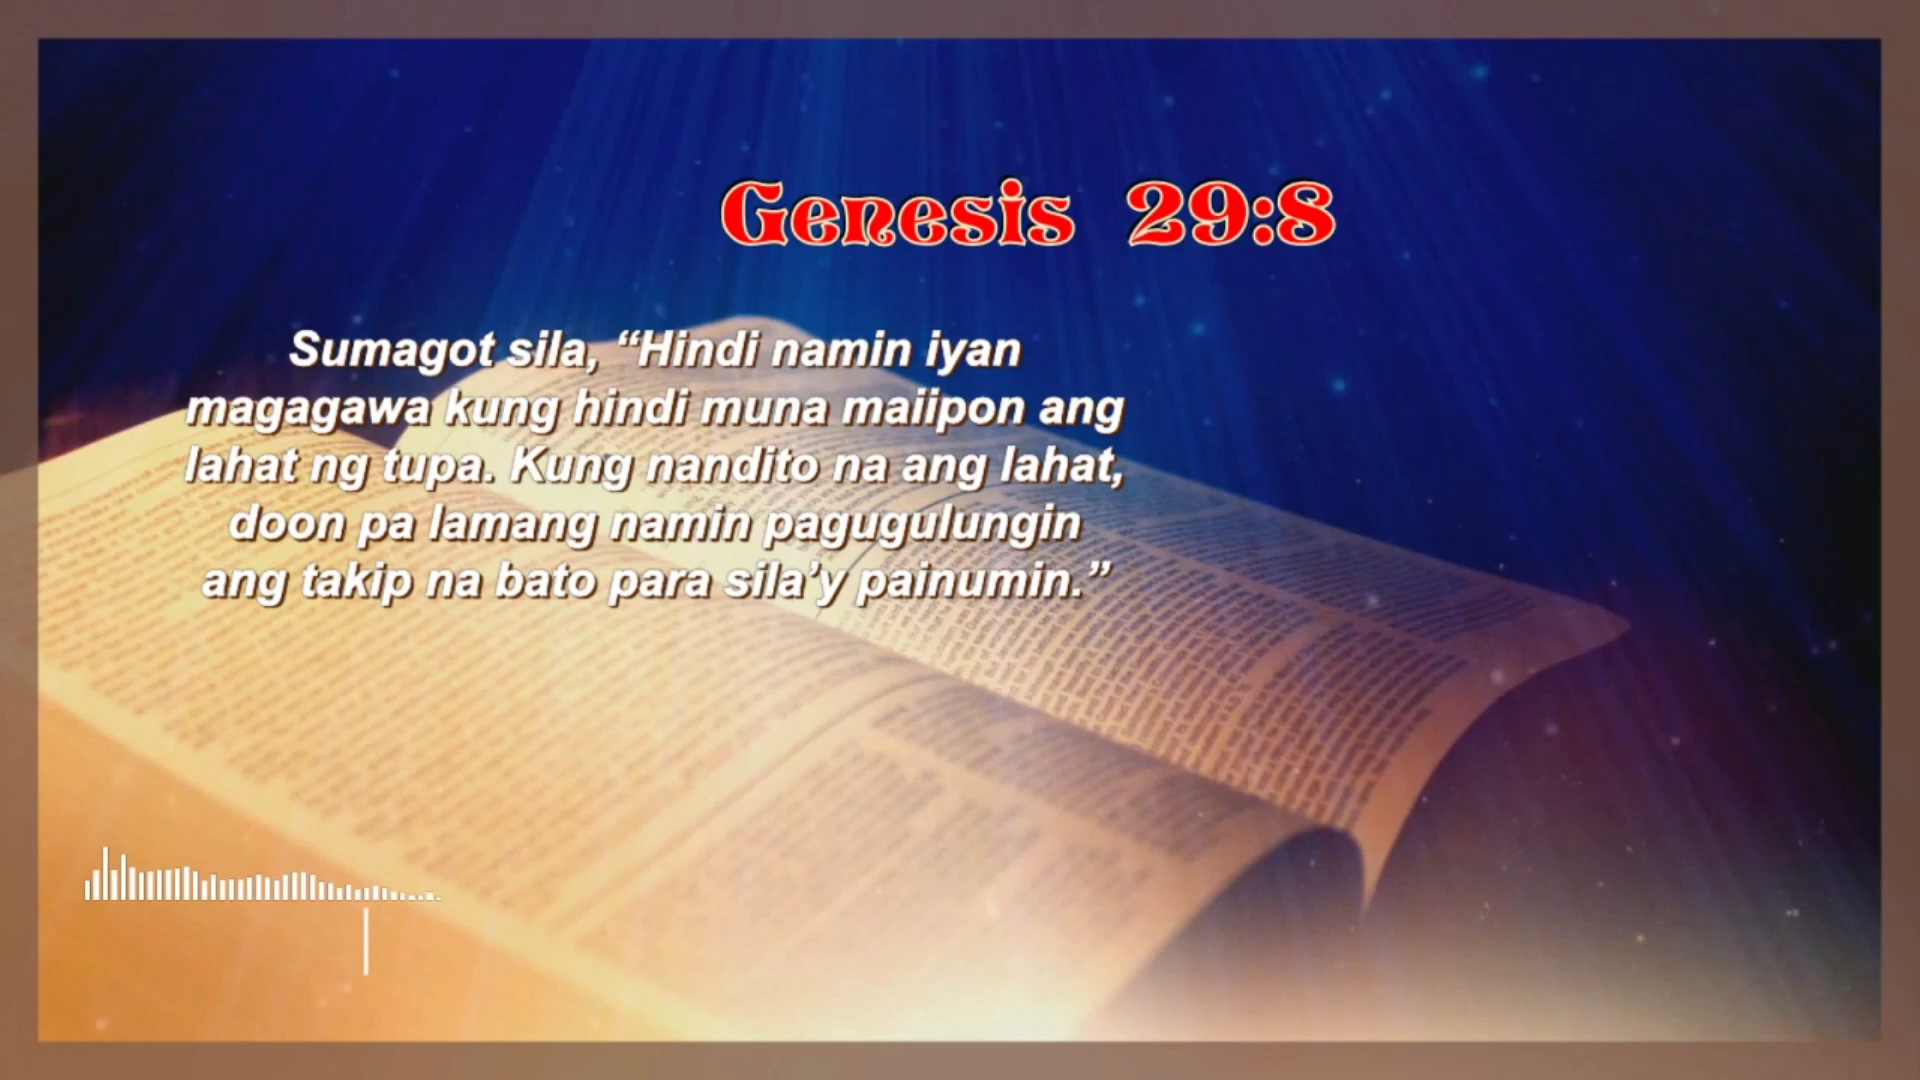 Genesis 29:8
Sumagot sila, “Hindi namin iyan
magagawa kung hindi muna maiipon ang
lahat ng tupa. Kung nandito na ang lahat,
doon pa lamang namin pagugulungin
ang takip na bato para sila’y painumin.”